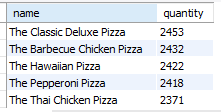 name quantity
The Classic Deluxe Pizza 2453
The Barbecue Chicken Pizza 2432
The Hawaiian Pizza 2422
The Pepperoni Pizza 2418
The Thai Chicken Pizza 2371